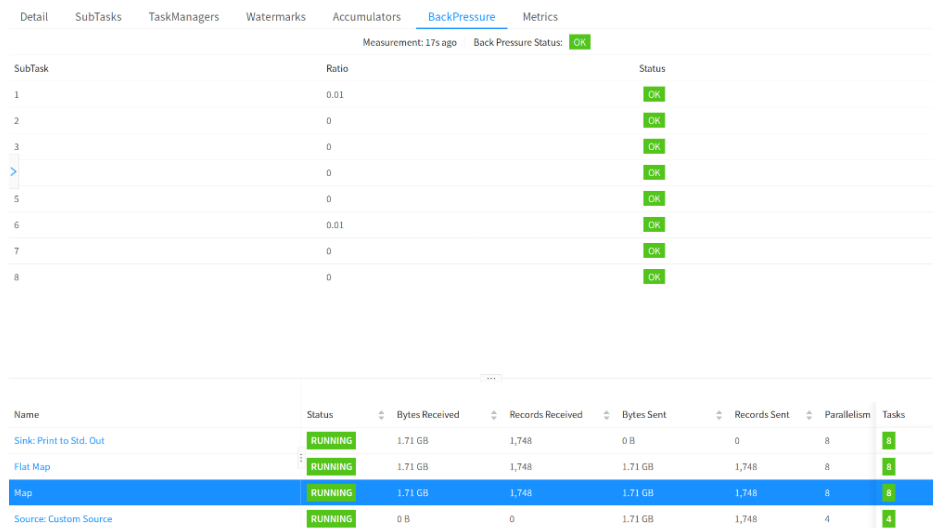 Detail SubTasks TaskManagers Watermarks Accumulators BackPressure Metrics
Measurement: 17s ago Back Pressure Status: OK
SubTask Ratio Status
1 0.01 OK
2 0 OK
3 0 OK
0 OK
5 0 OK
6 0.01 OK
7 0 OK
8 0 OK
Name Status Bytes Received Records Received Bytes Sent Records Sent Parallelism Tasks
Sink: Print to Std. Out RUNNING 1.71 GB 1,748 0 B 0 8 8
Flat Map RUNNING 1.71 GB 1,748 1.71 GB 1,748 8 8
Map RUNNING 1.71 GB 1,748 1.71 GB 1,748 8 8
Source: Custom Source RUNNING 0 B 0 1.71 GB 1,748 4 4